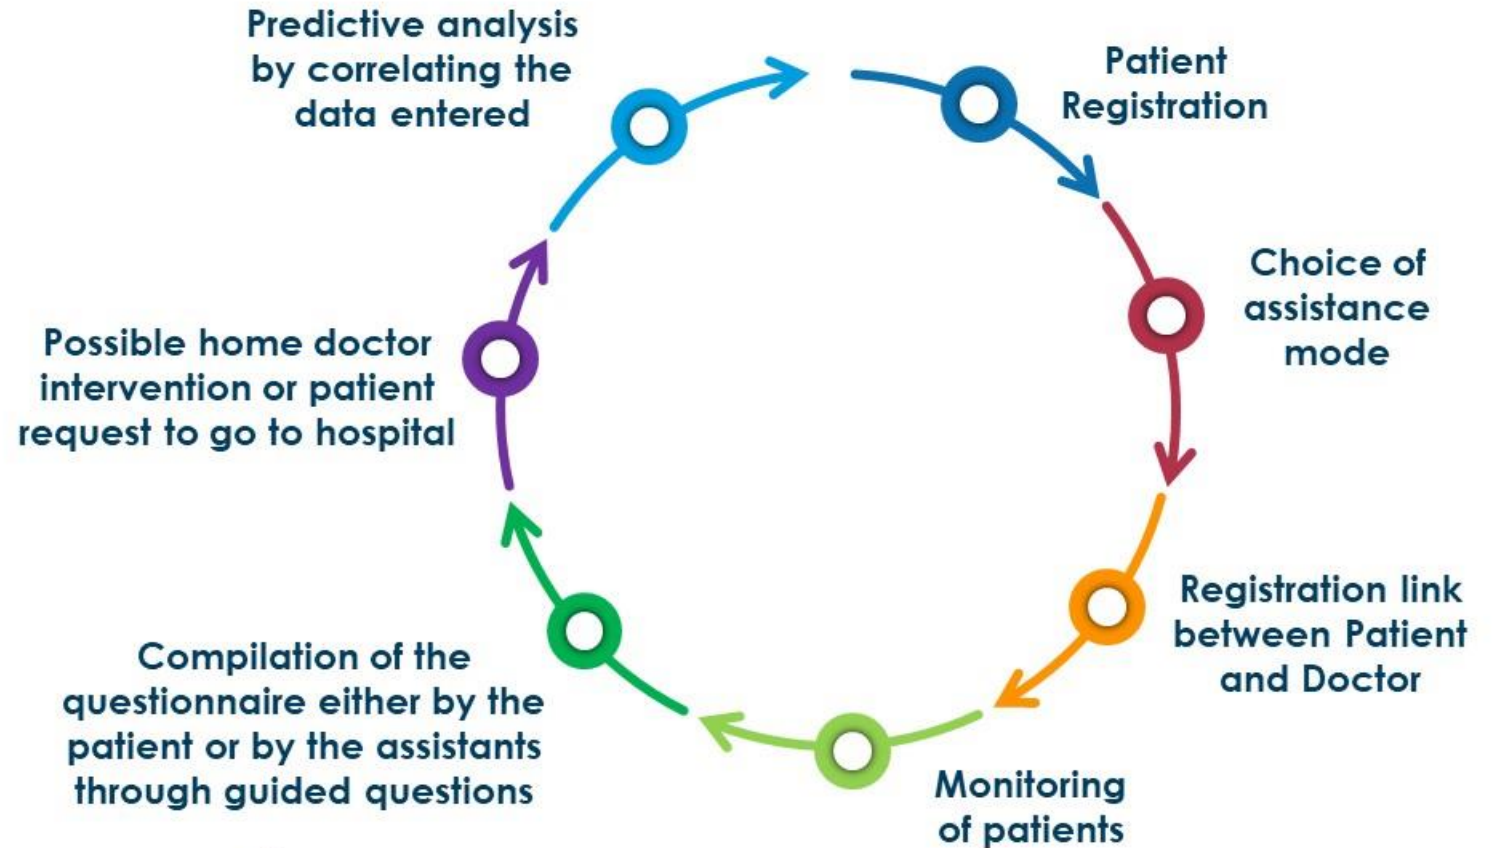 Predictive analysis
by correlating the
data entered
Patient
Registration
Choice of
assistance
mode
Registration link
between Patient
and Doctor
Monitoring
of patients
Compilation of the
questionnaire either by the
patient or by the assistants
through guided questions
Possible home doctor
intervention or patient
request to go to hospital